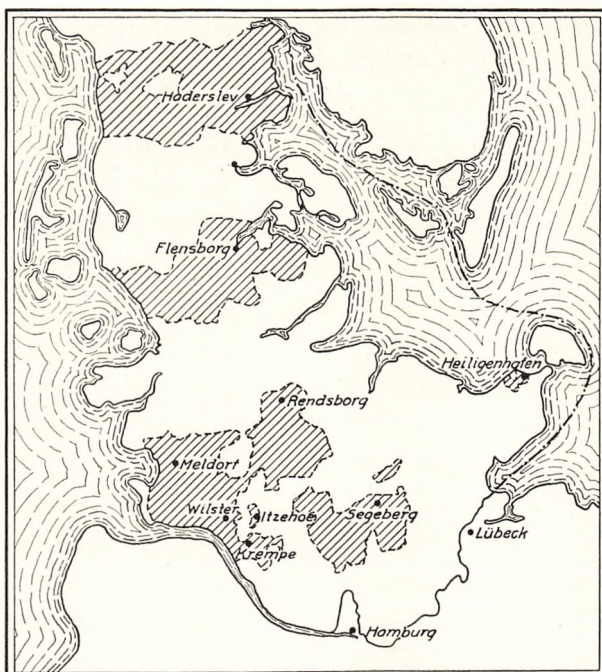 Haderslev
Flensborg
Heiligenhafen
Rendsborg
Meldorf
Wilster
Itzehoe
Segeberg
Krempe
Lübeck
Hamburg